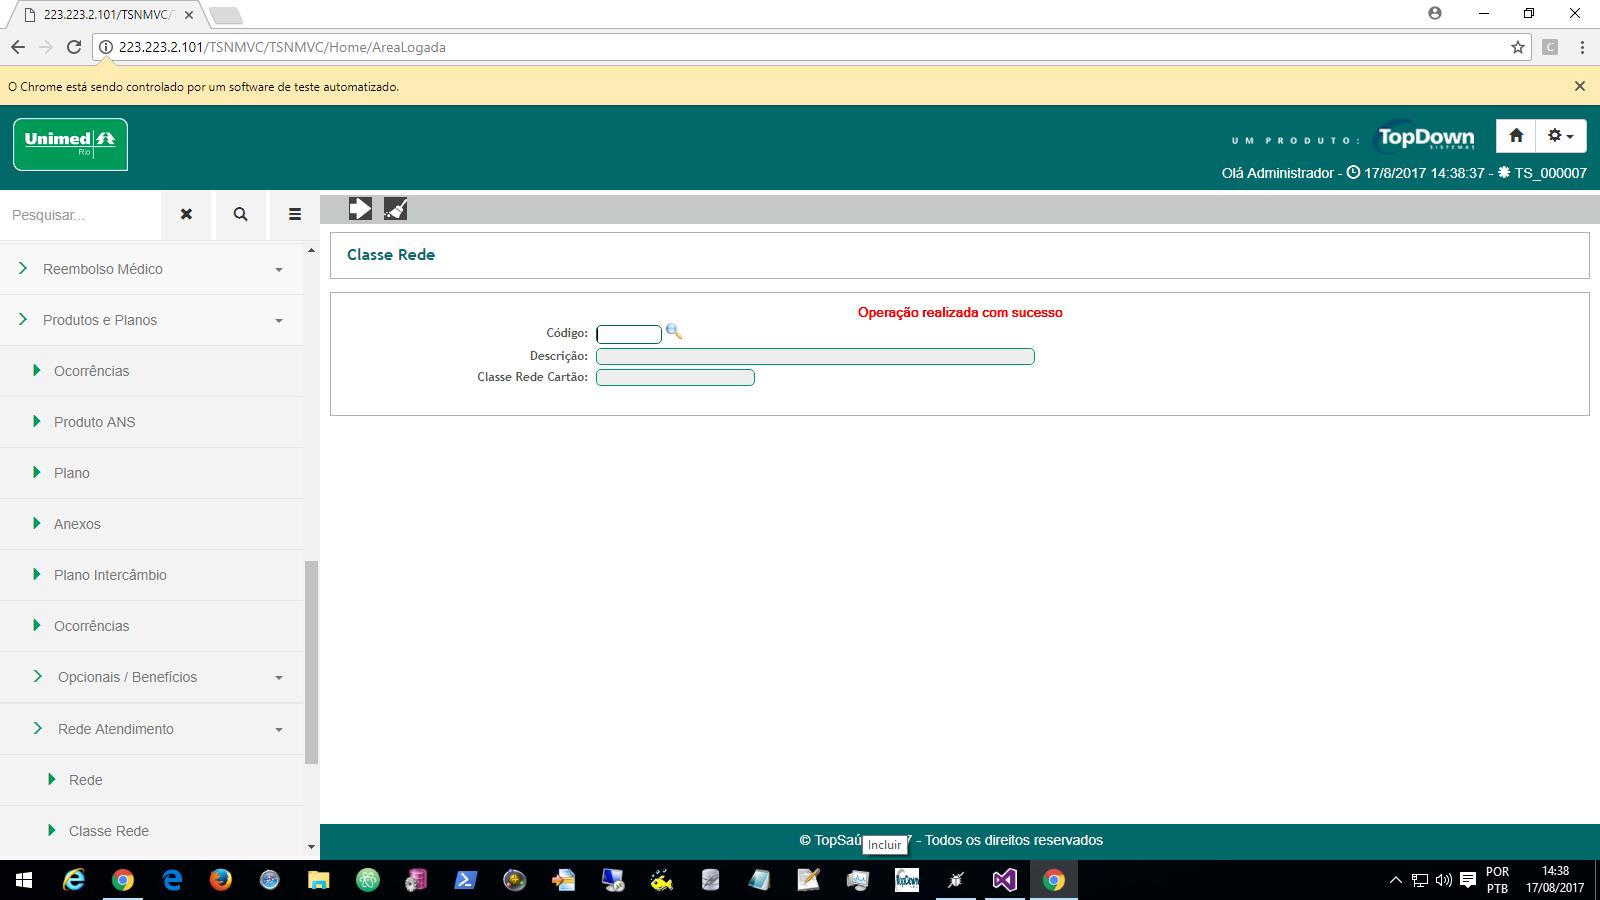 223.223.2.101/TSNMVC/T
223.223.2.101/TSNMVC/TSNMVC/Home/AreaLogada
C
O Chrome está sendo controlado por um software de teste automatizado.
Unimed
Rio
UM PRODUTO:
TopDown
SISTEMAS
Olá Administrador - 17/8/2017 14:38:37 - TS_000007
Pesquisar...
Reembolso Médico
Produtos e Planos
Ocorrências
Produto ANS
Plano
Anexos
Plano Intercâmbio
Ocorrências
Opcionais / Benefícios
Rede Atendimento
Rede
Classe Rede
Classe Rede
Operação realizada com sucesso
Código:
Descrição:
Classe Rede Cartão:
© TopSaú 7 - Todos os direitos reservados
Incluir
TopDown
POR
PTB
14:38
17/08/2017